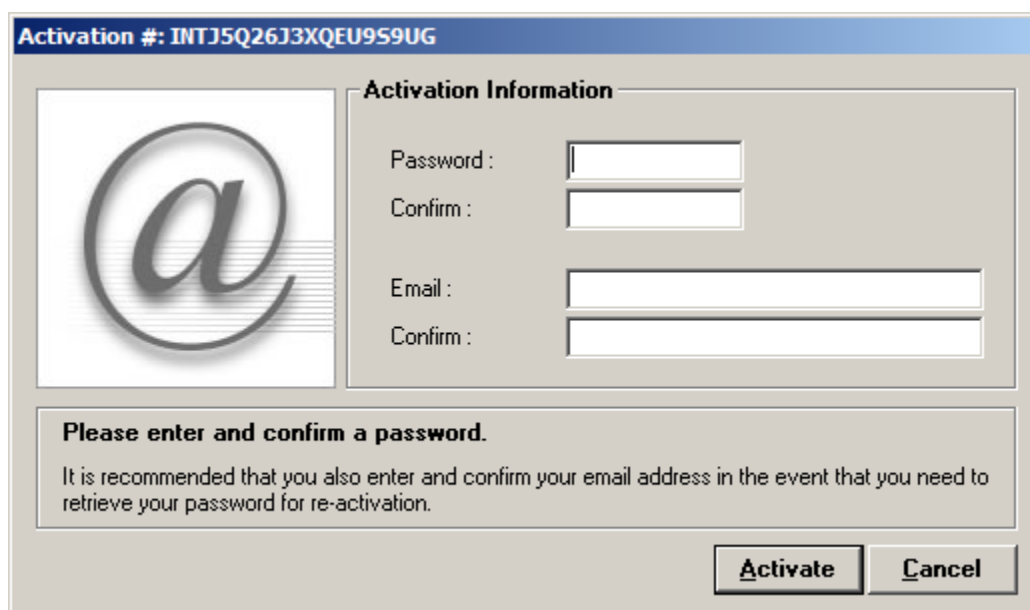 Activation #: INTJ5Q26J3XQEU9S9UG
@
Activation Information
Password :
Confirm :
Email :
Confirm :
Please enter and confirm a password.
It is recommended that you also enter and confirm your email address in the event that you need to
retrieve your password for re-activation.
Activate
Cancel